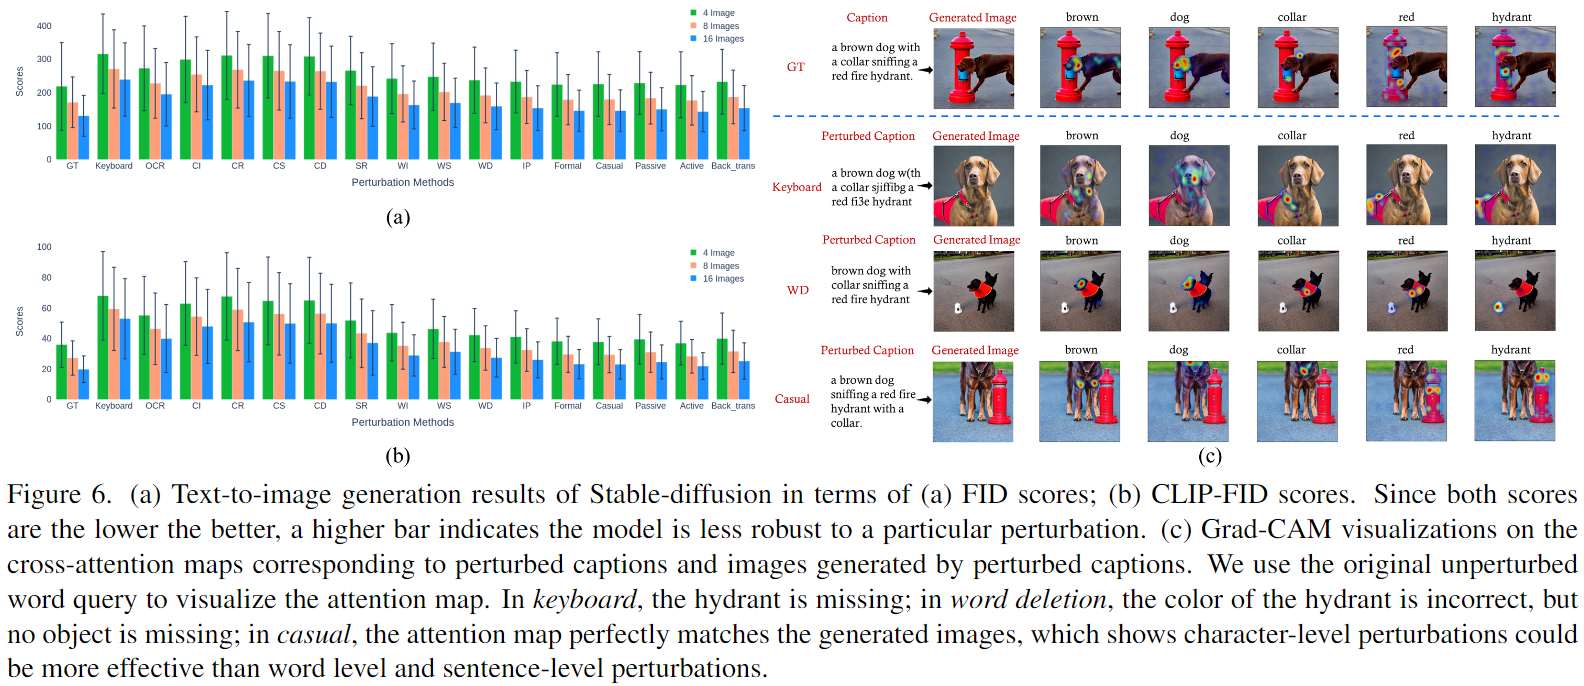 400
300
200
100
0
Scores
4 Image
8 Images
16 Images
GT Keyboard OCR CI CR CS CD SR WI WS WD IP Formal Casual Passive Active Back_trans
Perturbation Methods
(a)
100
80
60
40
20
0
Scores
4 Image
8 Images
16 Images
GT Keyboard OCR CI CR CS CD SR WI WS WD IP Formal Casual Passive Active Back_trans
Perturbation Methods
(b)
Caption Generated Image brown dog collar red hydrant
GT
a brown dog with
a collar sniffing a
red fire hydrant.
Perturbed Caption Generated Image brown dog collar red hydrant
Keyboard
a brown dog w(th
a collar sjiffibg a
red fi3e hydrant
Perturbed Caption Generated Image brown dog collar red hydrant
WD
brown dog with
collar sniffing a
red fire hydrant
Perturbed Caption Generated Image brown dog collar red hydrant
Casual
a brown dog
sniffing a red fire
hydrant with a
collar.
(c)
Figure 6. (a) Text-to-image generation results of Stable-diffusion in terms of (a) FID scores; (b) CLIP-FID scores. Since both scores
are the lower the better, a higher bar indicates the model is less robust to a particular perturbation. (c) Grad-CAM visualizations on the
cross-attention maps corresponding to perturbed captions and images generated by perturbed captions. We use the original unperturbed
word query to visualize the attention map. In keyboard, the hydrant is missing; in word deletion, the color of the hydrant is incorrect, but
no object is missing; in casual, the attention map perfectly matches the generated images, which shows character-level perturbations could
be more effective than word level and sentence-level perturbations.